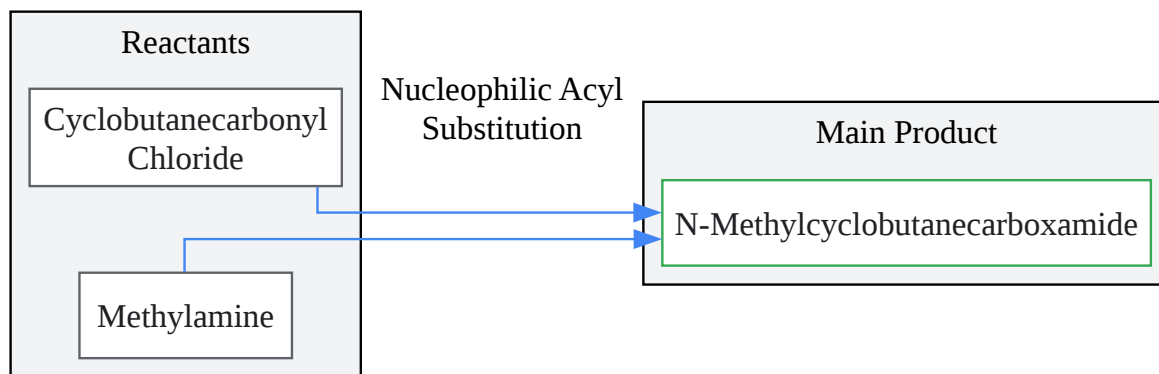 Reactants
Cyclobutanecarbonyl
Chloride
Methylamine
Nucleophilic Acyl
Substitution
Main Product
N-Methylcyclobutanecarboxamide